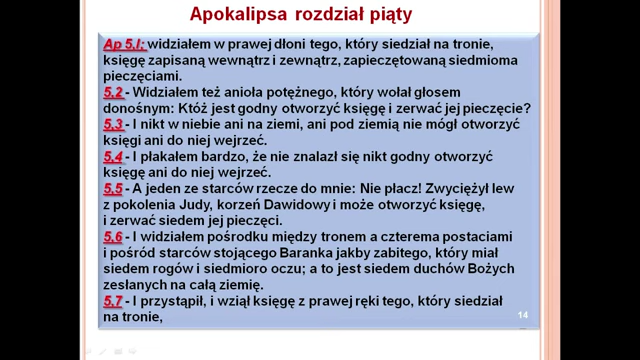 Apokalipsa rozdział piąty
Ap 5.I: widziałem w prawej dłoni tego, który siedział na tronie,
księgę zapisaną wewnątrz i zewnątrz, zapieczętowaną siedmioma
pieczęciami.
5,2 - Widziałem też anioła potężnego, który wołał głosem
donośnym: Któż jest godny otworzyć księgę i zerwać jej pieczęcie?
5,3 - I nikt w niebie ani na ziemi, ani pod ziemią nie mógł otworzyć
księgi ani do niej wejrzeć.
5,4 - I płakałem bardzo, że nie znalazł się nikt godny otworzyć
księgę ani do niej wejrzeć.
5,5 - A jeden ze starców rzecze do mnie: Nie płacz! Zwyciężył lew
z pokolenia Judy, korzeń Dawidowy i może otworzyć księgę,
i zerwać siedem jej pieczęci.
5,6 - I widziałem pośrodku między tronem a czterema postaciami
i pośród starców stojącego Baranka jakby zabitego, który miał
siedem rogów i siedmioro oczu; a to jest siedem duchów Bożych
zesłanych na całą ziemię.
5,7 - I przystąpił, i wziął księgę z prawej ręki tego, który siedział
na tronie,
14